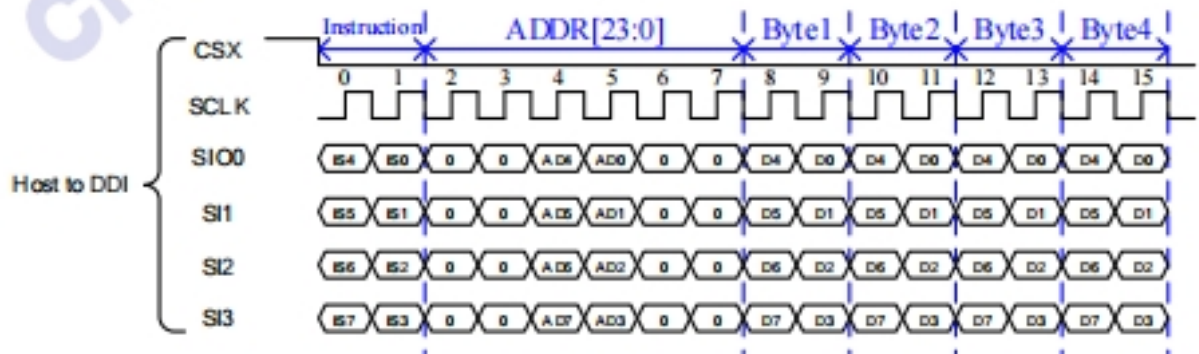 Instruction ADDR[23:0] Byte1 Byte2 Byte3 Byte4
CSX
0 1 2 3 4 5 6 7 8 9 10 11 12 13 14 15
SCLK
SIO0 IS4 IS0 0 0 AD4 AD0 0 0 D4 D0 D4 D0 D4 D0 D4 D0
Host to DDI
SI1 IS5 IS1 0 0 AD5 AD1 0 0 D5 D1 D5 D1 D5 D1 D5 D1
SI2 IS6 IS2 0 0 AD6 AD2 0 0 D6 D2 D6 D2 D6 D2 D6 D2
SI3 IS7 IS3 0 0 AD7 AD3 0 0 D7 D3 D7 D3 D7 D3 D7 D3